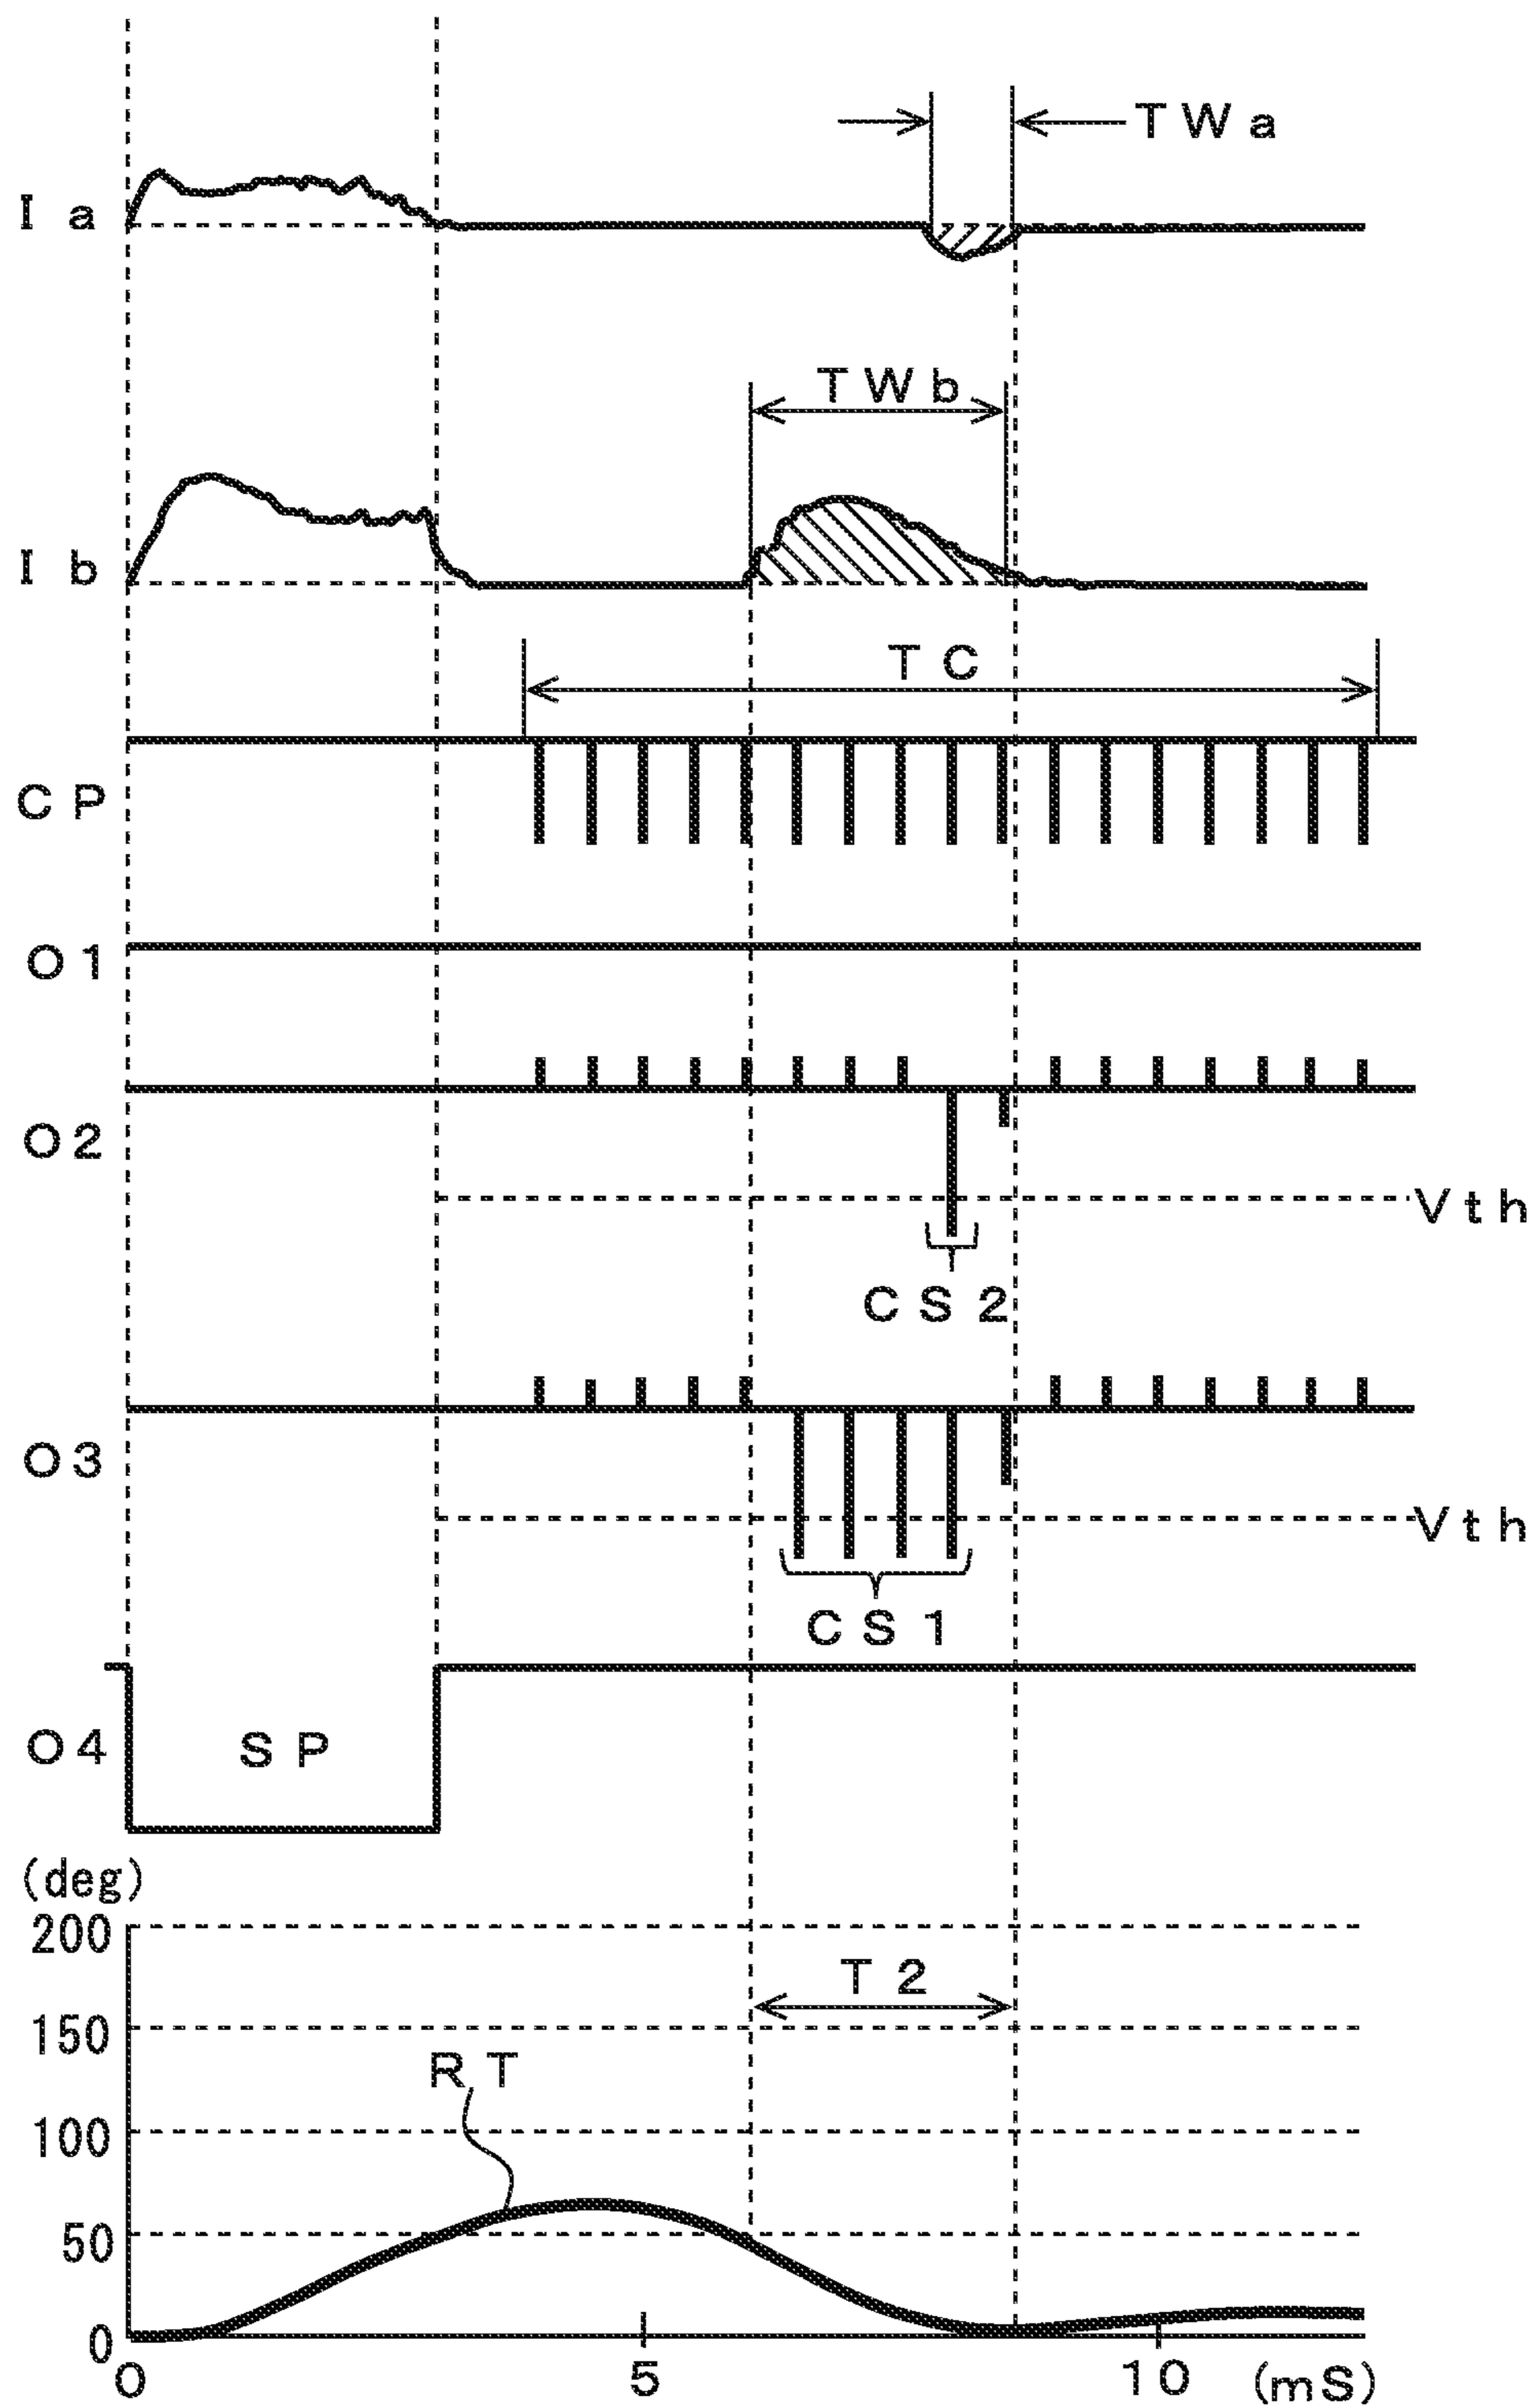 TWa
Ia
TWb
Ib
TC
CP
O1
O2
Vth
CS2
O3
Vth
CS1
O4 SP
(deg)
200
T2
150
RT
100
50
0
0 5 10 (mS)